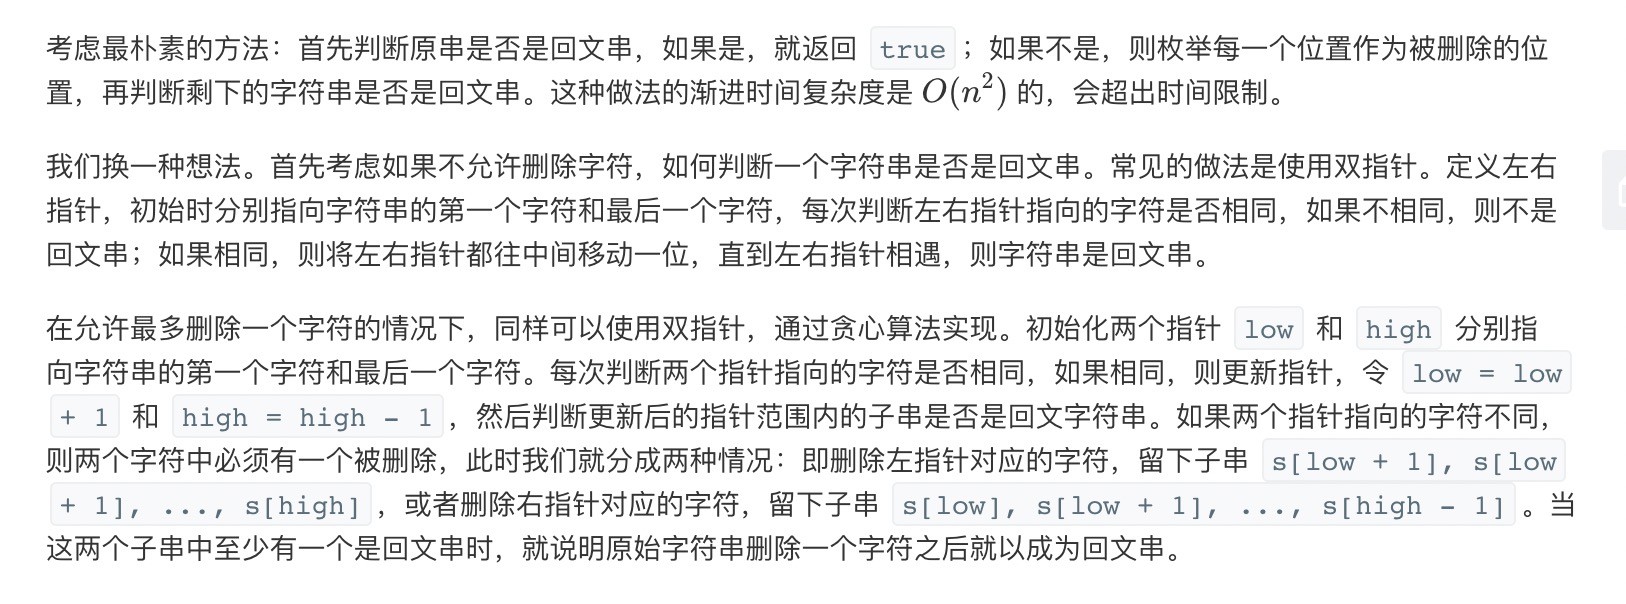 考虑最朴素的方法：首先判断原串是否是回文串，如果是，就返回 true；如果不是，则枚举每一个位置作为被删除的位
置，再判断剩下的字符串是否是回文串。这种做法的渐进时间复杂度是 O(n²) 的，会超出时间限制。
我们换一种想法。首先考虑如果不允许删除字符，如何判断一个字符串是否是回文串。常见的做法是使用双指针。定义左右
指针，初始时分别指向字符串的第一个字符和最后一个字符，每次判断左右指针指向的字符是否相同，如果不相同，则不是
回文串；如果相同，则将左右指针都往中间移动一位，直到左右指针相遇，则字符串是回文串。
在允许最多删除一个字符的情况下，同样可以使用双指针，通过贪心算法实现。初始化两个指针 low 和 high 分别指
向字符串的第一个字符和最后一个字符。每次判断两个指针指向的字符是否相同，如果相同，则更新指针，令 low = low
+ 1 和 high = high - 1，然后判断更新后的指针范围内的子串是否是回文字符串。如果两个指针指向的字符不同，
则两个字符中必须有一个被删除，此时我们就分成两种情况：即删除左指针对应的字符，留下子串 s[low + 1], s[low
+ 1], ..., s[high]，或者删除右指针对应的字符，留下子串 s[low], s[low + 1], ..., s[high - 1]。当
这两个子串中至少有一个是回文串时，就说明原始字符串删除一个字符之后就以成为回文串。